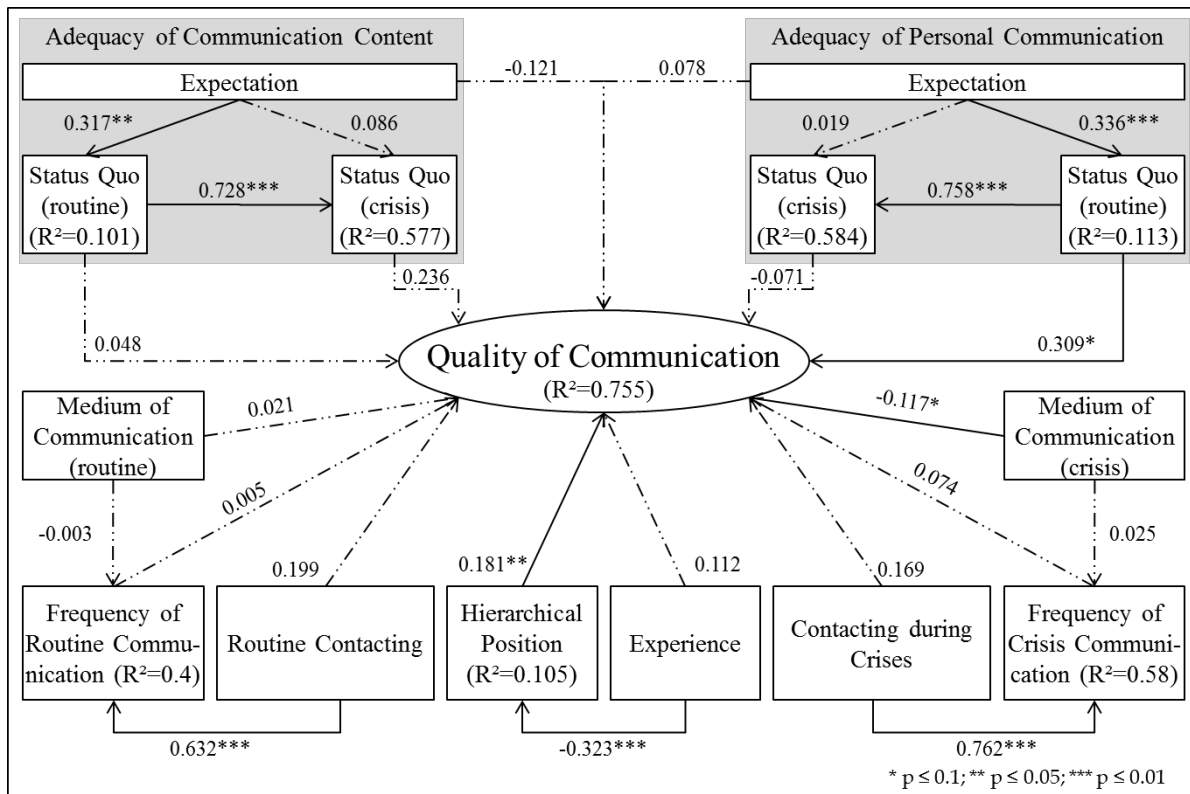 Adequacy of Communication Content
Adequacy of Personal Communication
Expectation
-0.121
0.078
Expectation
0.317**
0.086
0.019
0.336***
Status Quo
(routine)
(R²=0.101)
0.728***
Status Quo
(crisis)
(R²=0.577)
Status Quo
(crisis)
(R²=0.584)
0.758***
Status Quo
(routine)
(R²=0.113)
0.236
-0.071
0.048
Quality of Communication
(R²=0.755)
0.309*
Medium of
Communication
(routine)
0.021
-0.117*
Medium of
Communication
(crisis)
-0.003
0.005
0.074
0.025
0.199
0.181**
0.112
0.169
Frequency of
Routine Commu-
nication (R²=0.4)
Routine Contacting
Hierarchical
Position
(R²=0.105)
Experience
Contacting during
Crises
Frequency of
Crisis Communi-
cation (R²=0.58)
0.632***
-0.323***
0.762***
* p ≤ 0.1; ** p ≤ 0.05; *** p ≤ 0.01